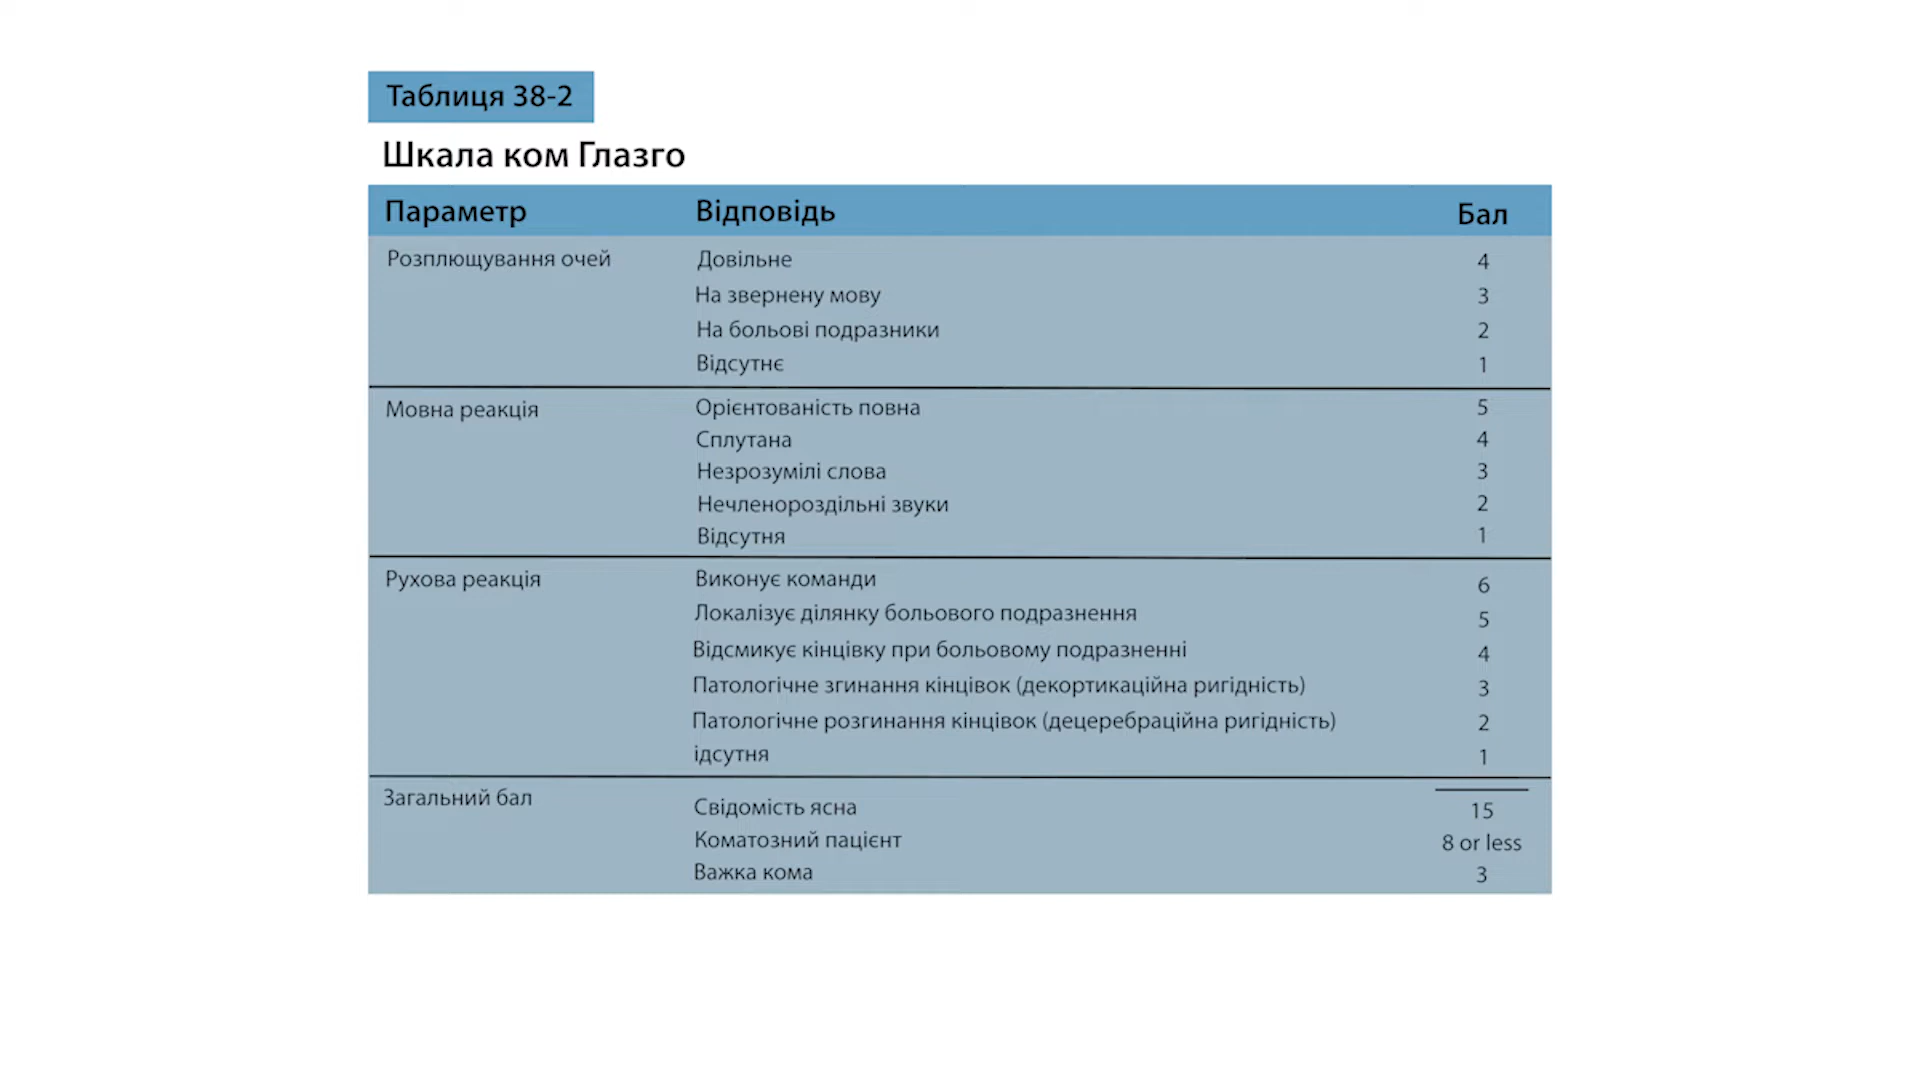 Таблиця 38-2
Шкала ком Глазго
Параметр Відповідь Бал
Розплющування очей Довільне 4
На звернену мову 3
На больові подразники 2
Відсутнє 1
Мовна реакція Орієнтованість повна 5
Сплутана 4
Незрозумілі слова 3
Нечленороздільні звуки 2
Відсутня 1
Рухова реакція Виконує команди 6
Локалізує ділянку больового подразнення 5
Відсмикує кінцівку при больовому подразненні 4
Патологічне згинання кінцівок (декортикаційна ригідність) 3
Патологічне розгинання кінцівок (децеребраційна ригідність) 2
ідсутня 1
Загальний бал Свідомість ясна 15
Коматозний пацієнт 8 or less
Важка кома 3